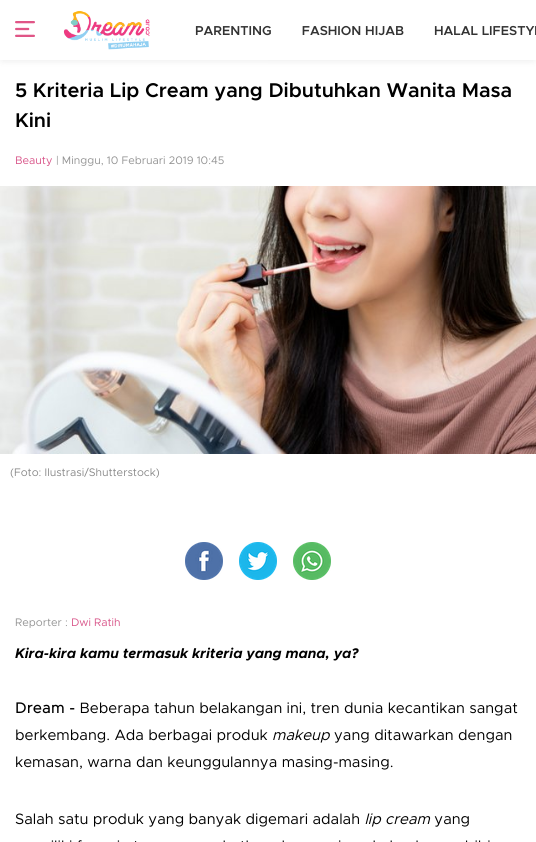 Dream.co.id
MUSLIM LIFESTYLE
#BERUPAHAJA
PARENTING FASHION HIJAB HALAL LIFESTY
5 Kriteria Lip Cream yang Dibutuhkan Wanita Masa
Kini
Beauty | Minggu, 10 Februari 2019 10:45
(Foto: Ilustrasi/Shutterstock)
Reporter : Dwi Ratih
Kira-kira kamu termasuk kriteria yang mana, ya?
Dream - Beberapa tahun belakangan ini, tren dunia kecantikan sangat
berkembang. Ada berbagai produk makeup yang ditawarkan dengan
kemasan, warna dan keunggulannya masing-masing.
Salah satu produk yang banyak digemari adalah lip cream yang